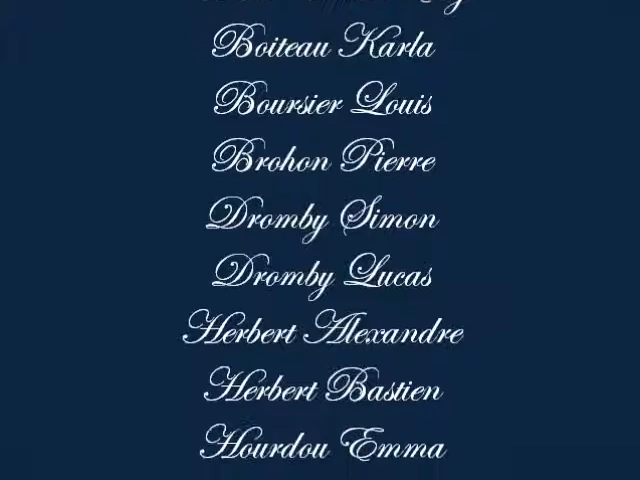 Boiteau Karla
Boursier Louis
Brohon Pierre
Dromby Simon
Dromby Lucas
Herbert Alexandre
Herbert Bastien
Hourdou Emma